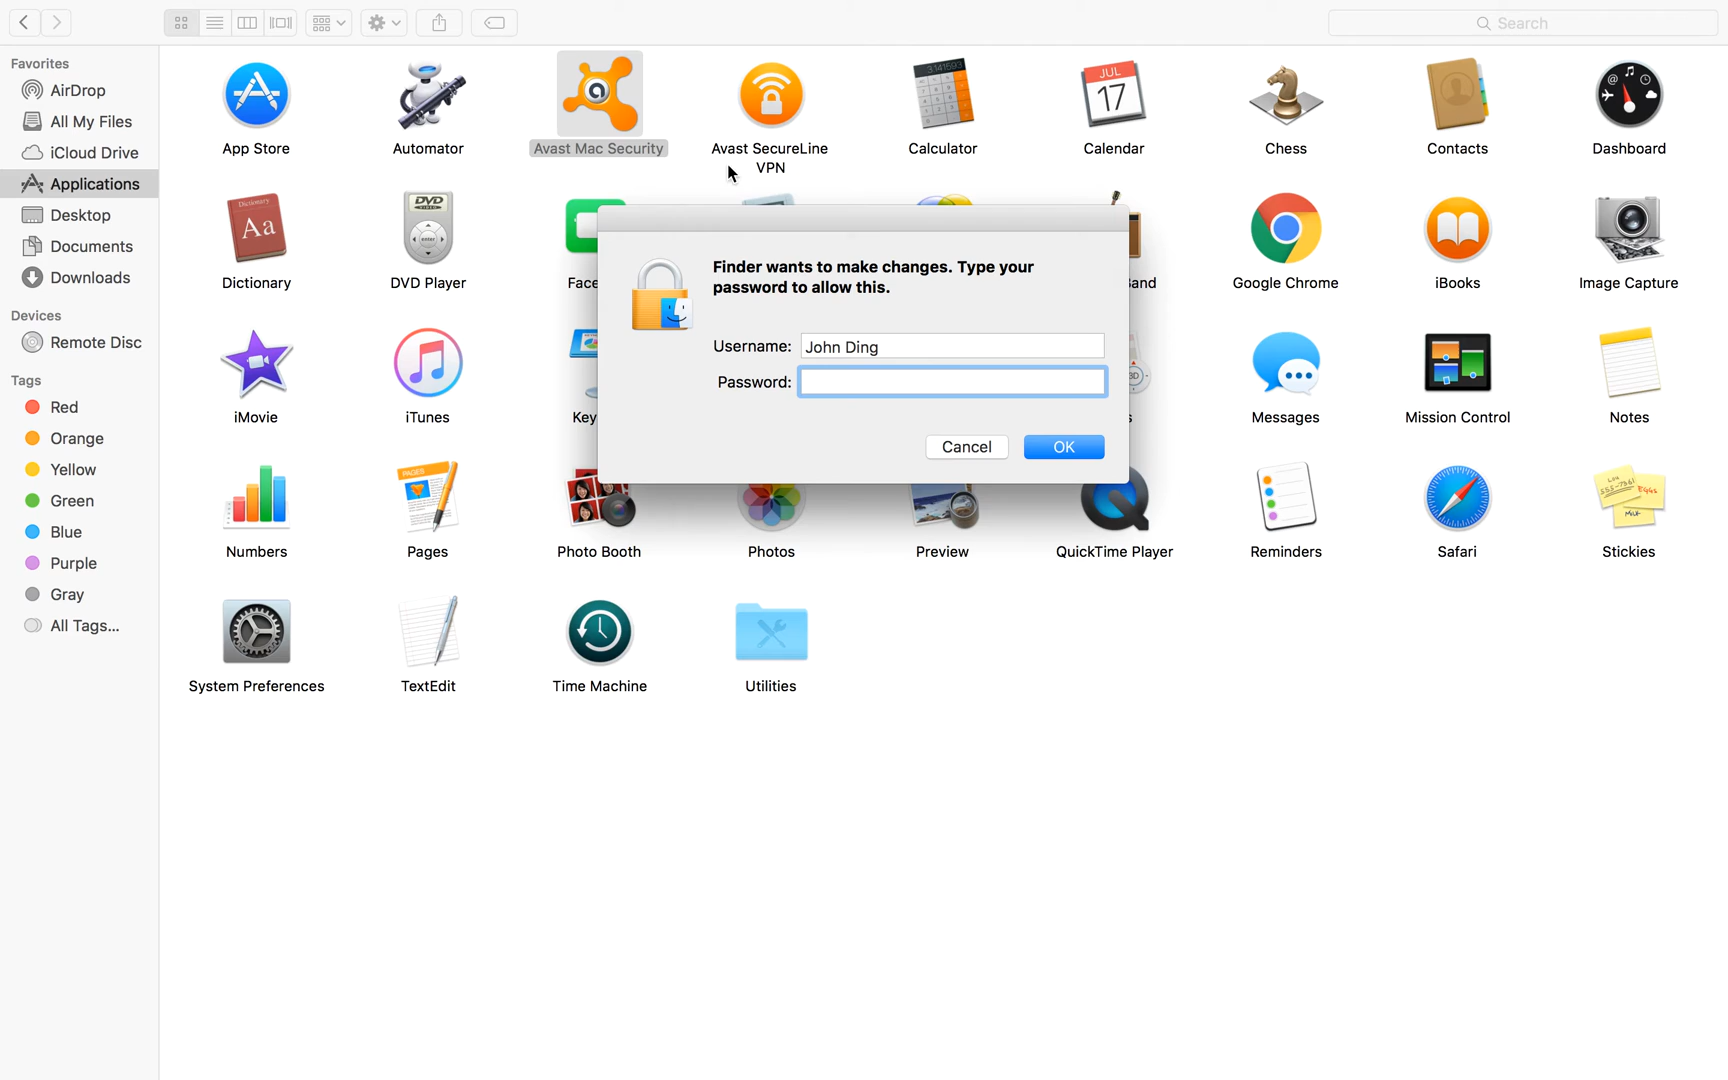 Search
Favorites
AirDrop
All My Files
iCloud Drive
Applications
Desktop
Documents
Downloads
Devices
Remote Disc
Tags
Red
Orange
Yellow
Green
Blue
Purple
Gray
All Tags...
App Store
Automator
Avast Mac Security
Avast SecureLine
VPN
Calculator
JUL
17
Calendar
Chess
Contacts
Dashboard
Dictionary
Aa
Dictionary
DVD
DVD Player
Face
and
Google Chrome
iBooks
Image Capture
Finder wants to make changes. Type your
password to allow this.
Username: John Ding
Password:
Cancel
OK
iMovie
iTunes
Key
3D
s
Messages
Mission Control
Notes
Numbers
PAGES
Pages
Photo Booth
Photos
Preview
QuickTime Player
Reminders
Safari
Stickies
System Preferences
TextEdit
Time Machine
Utilities